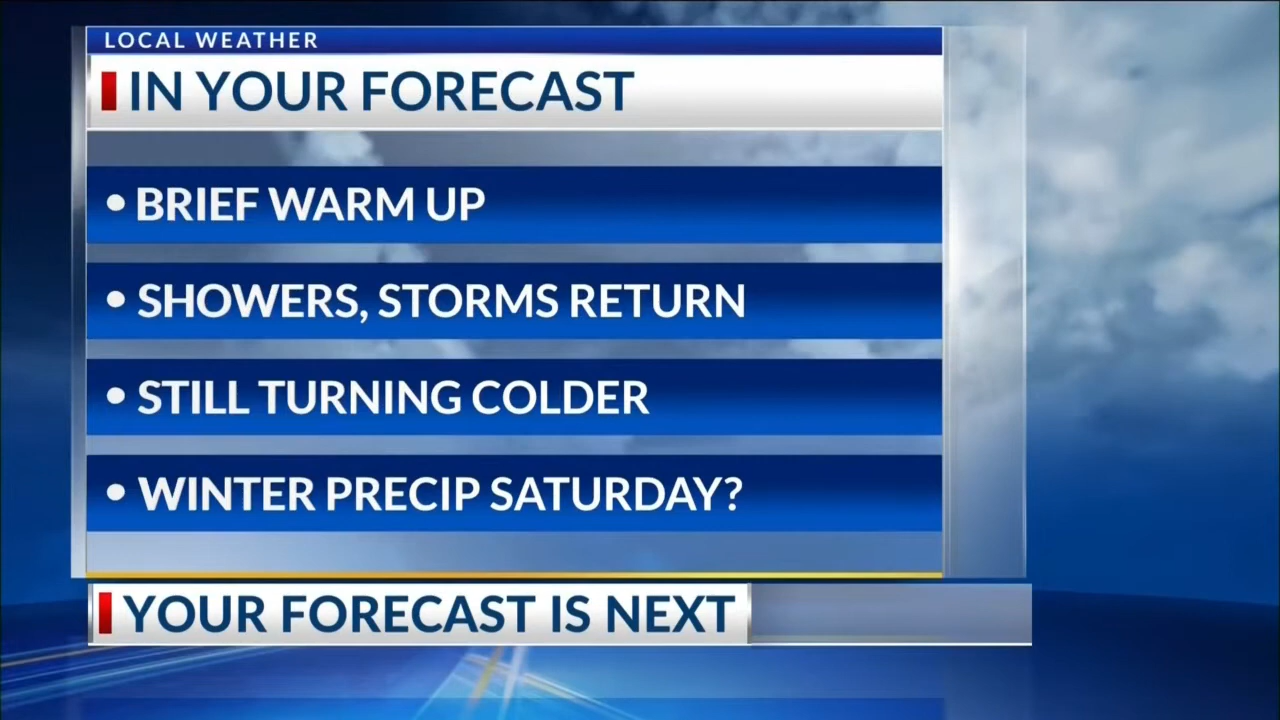 LOCAL WEATHER
IN YOUR FORECAST
• BRIEF WARM UP
• SHOWERS, STORMS RETURN
• STILL TURNING COLDER
• WINTER PRECIP SATURDAY?
YOUR FORECAST IS NEXT